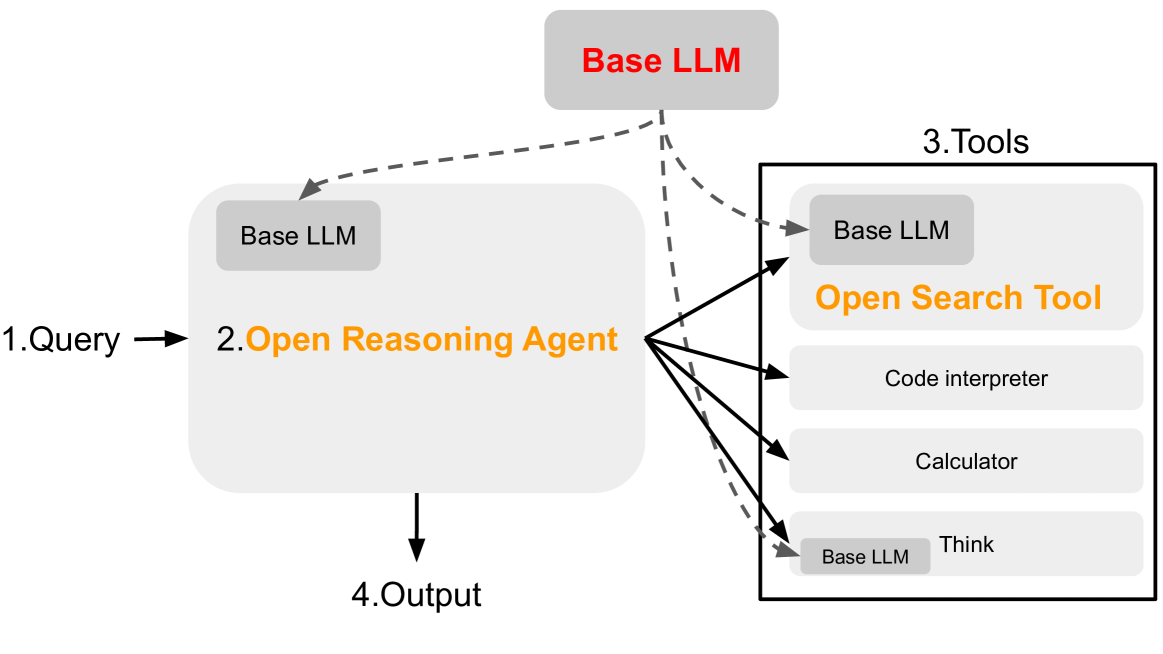 Base LLM
3.Tools
Base LLM
Base LLM
Open Search Tool
1.Query
2.Open Reasoning Agent
Code interpreter
Calculator
Think
Base LLM
4.Output